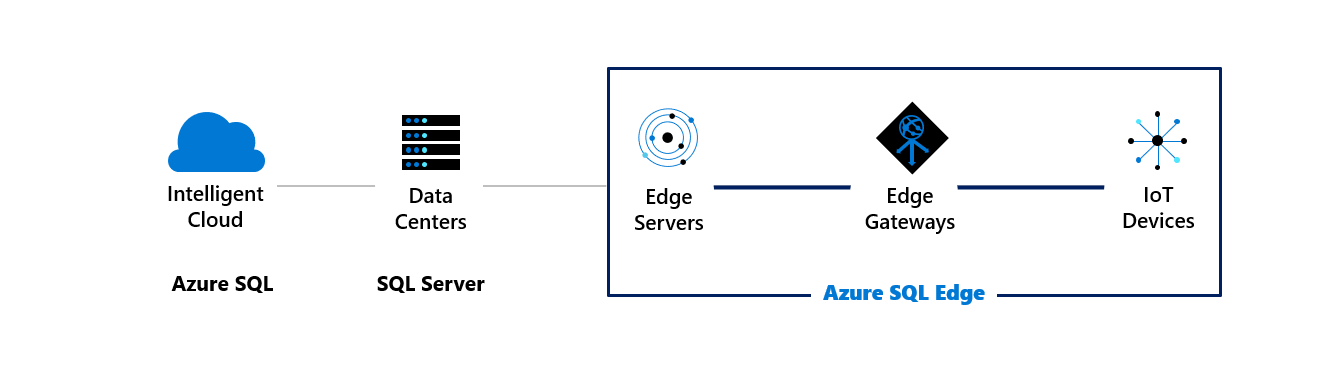 Intelligent
Cloud
Data
Centers
Edge
Servers
Edge
Gateways
IoT
Devices
Azure SQL
SQL Server
Azure SQL Edge